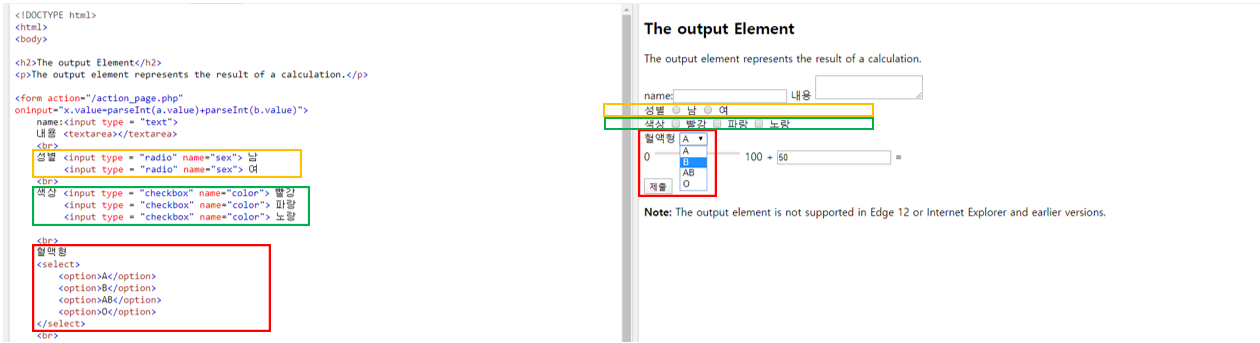 <!DOCTYPE html>
<html>
<body>
<h2>The output Element</h2>
<p>The output element represents the result of a calculation.</p>
<form action="/action_page.php"
oninput="x.value=parseInt(a.value)+parseInt(b.value)">
name:<input type = "text">
내용 <textarea></textarea>
<br>
성별 <input type = "radio" name="sex"> 남
<input type = "radio" name="sex"> 여
<br>
색상 <input type = "checkbox" name="color"> 빨강
<input type = "checkbox" name="color"> 파랑
<input type = "checkbox" name="color"> 노랑
<br>
혈액형
<select>
<option>A</option>
<option>B</option>
<option>AB</option>
<option>O</option>
</select>
<br>
The output Element
The output element represents the result of a calculation.
name: 내용
성별 남 여
색상 빨강 파랑 노랑
혈액형 A
A
B
AB
O
0 100 + 50 =
제출
Note: The output element is not supported in Edge 12 or Internet Explorer and earlier versions.